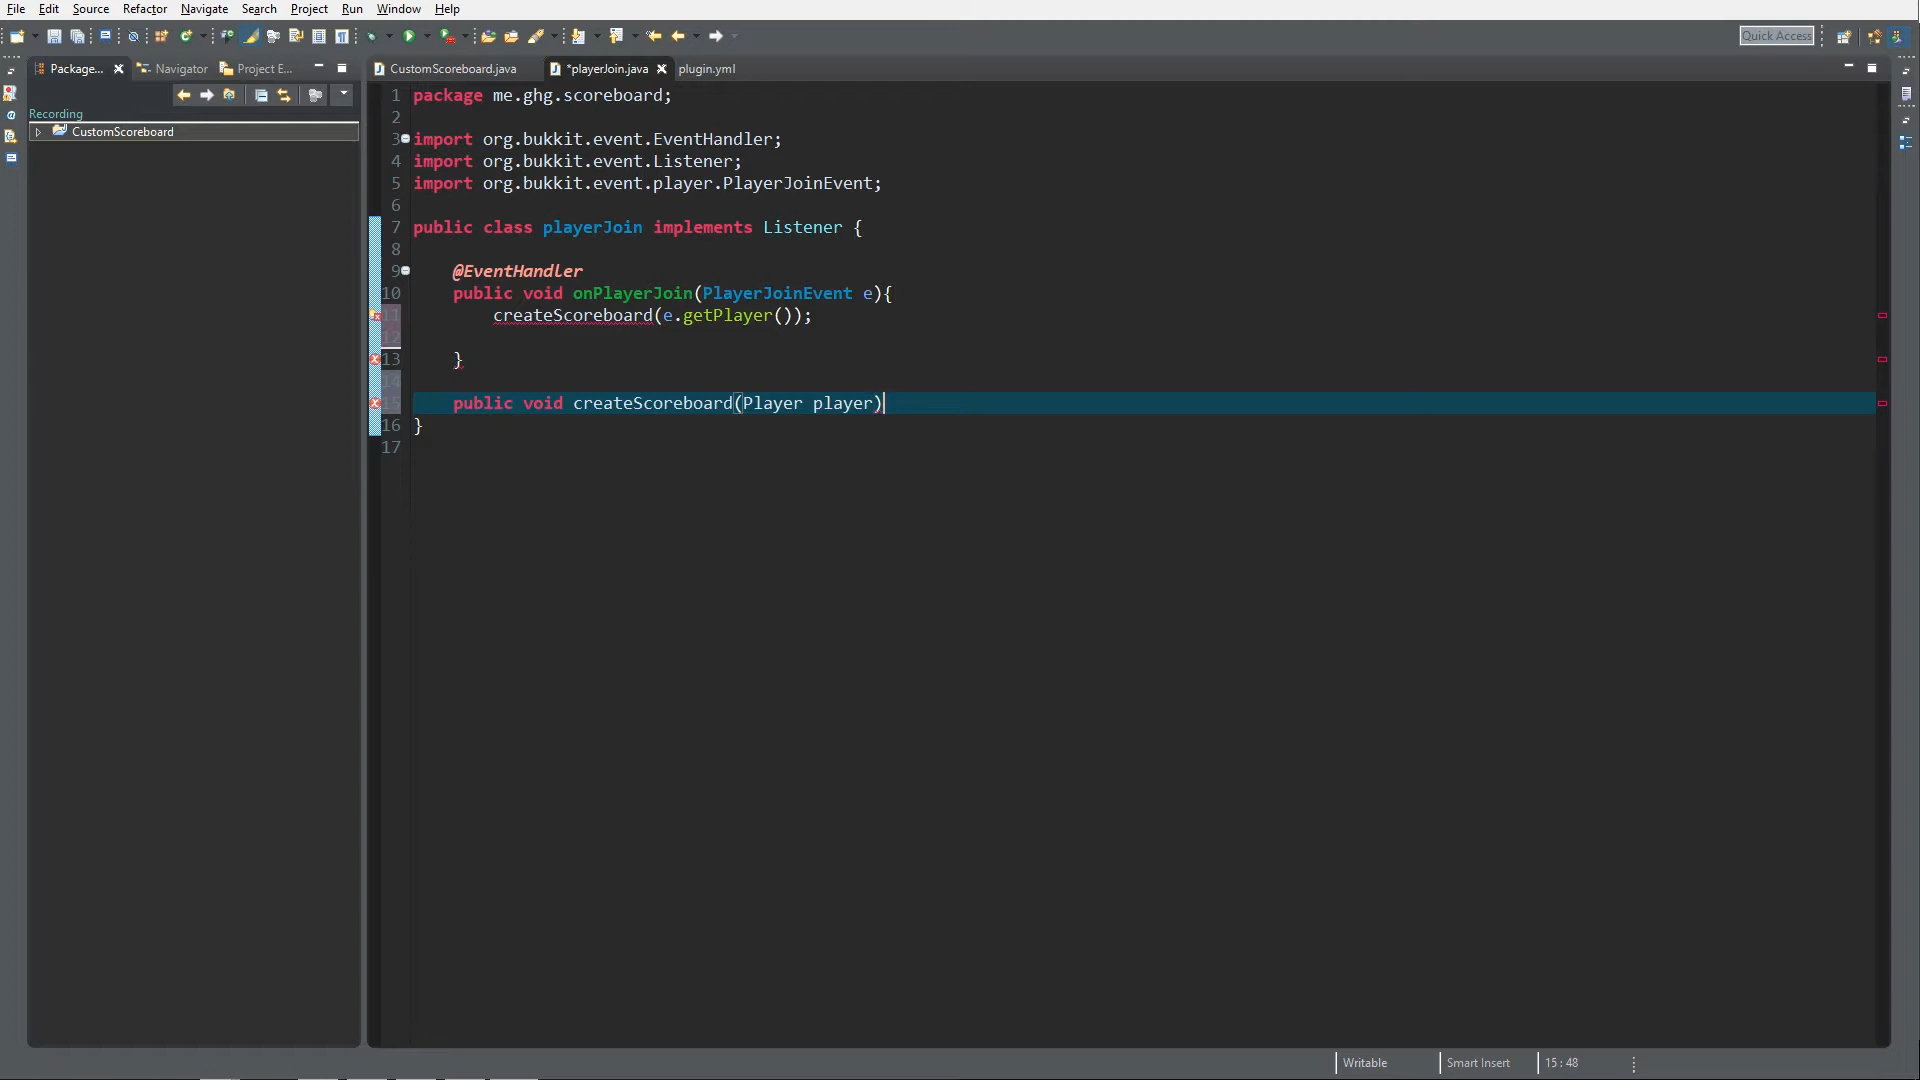 File Edit Source Refactor Navigate Search Project Run Window Help
Quick Access
Package... Navigator Project E...
CustomScoreboard.java *playerJoin.java plugin.yml
Recording
CustomScoreboard
1 package me.ghg.scoreboard;
2
3 import org.bukkit.event.EventHandler;
4 import org.bukkit.event.Listener;
5 import org.bukkit.event.player.PlayerJoinEvent;
6
7 public class playerJoin implements Listener {
8
9 @EventHandler
10 public void onPlayerJoin(PlayerJoinEvent e){
11 createScoreboard(e.getPlayer());
12
13 }
14
15 public void createScoreboard(Player player)
16 }
17
Writable Smart Insert 15 : 48